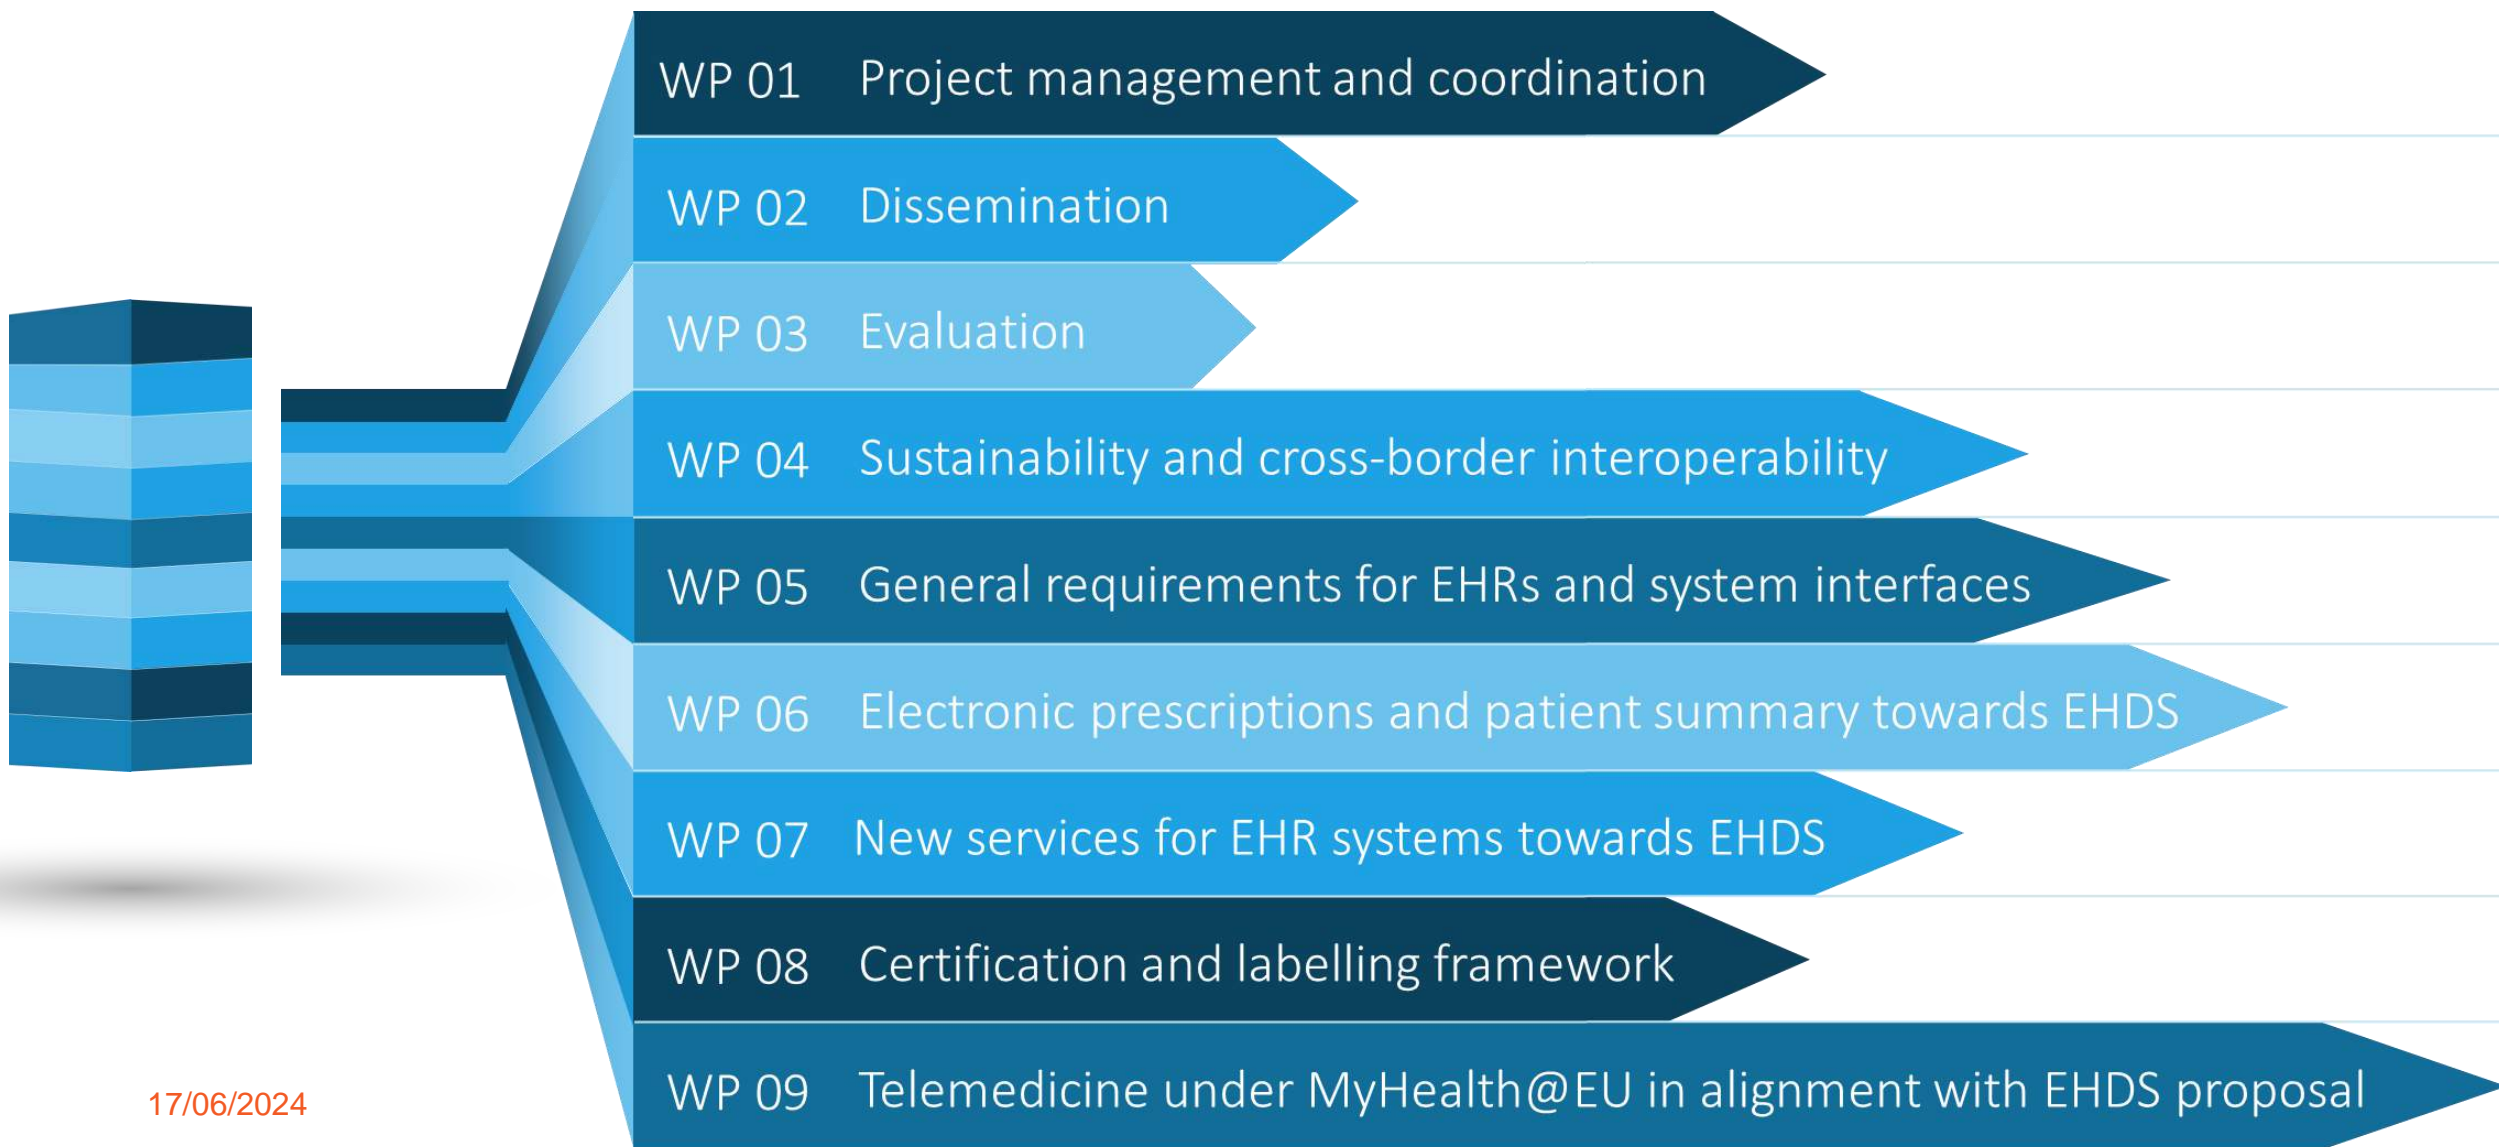 WP 01 Project management and coordination
WP 02 Dissemination
WP 03 Evaluation
WP 04 Sustainability and cross-border interoperability
WP 05 General requirements for EHRs and system interfaces
WP 06 Electronic prescriptions and patient summary towards EHDS
WP 07 New services for EHR systems towards EHDS
WP 08 Certification and labelling framework
WP 09 Telemedicine under MyHealth@EU in alignment with EHDS proposal
17/06/2024